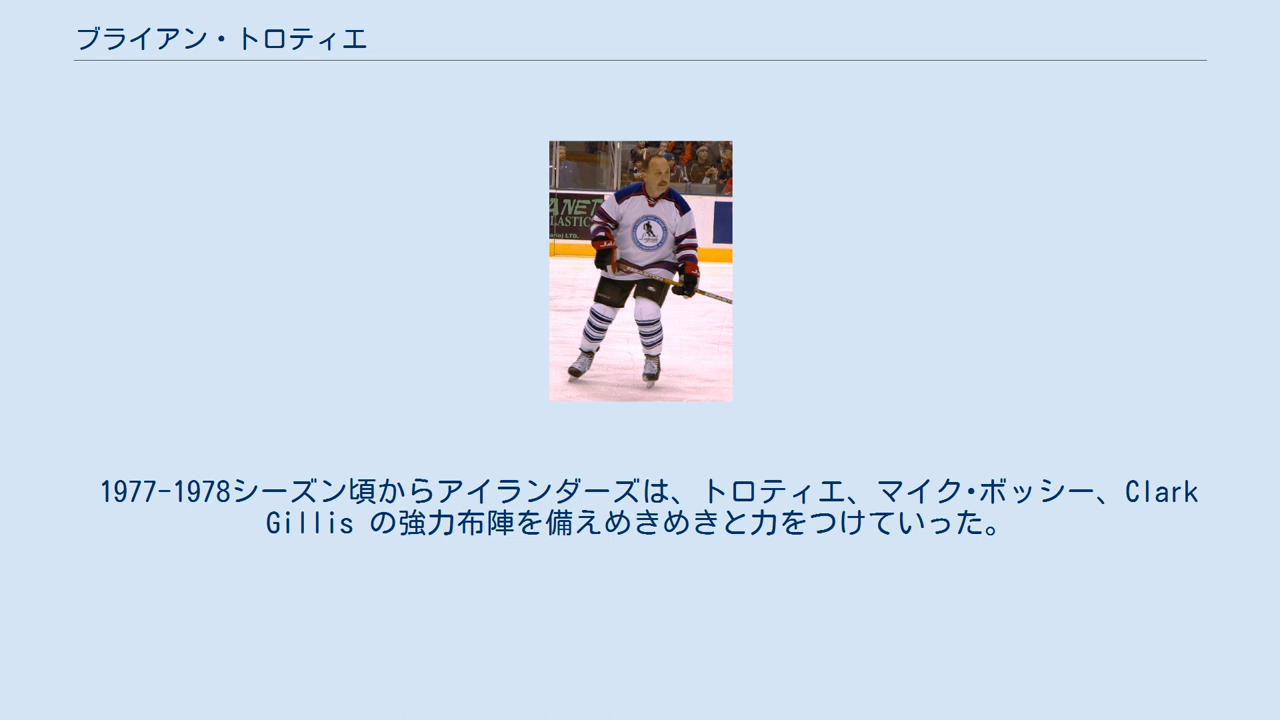 ブライアン・トロティエ
ANET
LASTIC
LTD.
1977-1978シーズン頃からアイランダーズは、トロティエ、マイク・ボッシー、Clark
Gillis の強力布陣を備えめきめきと力をつけていった。